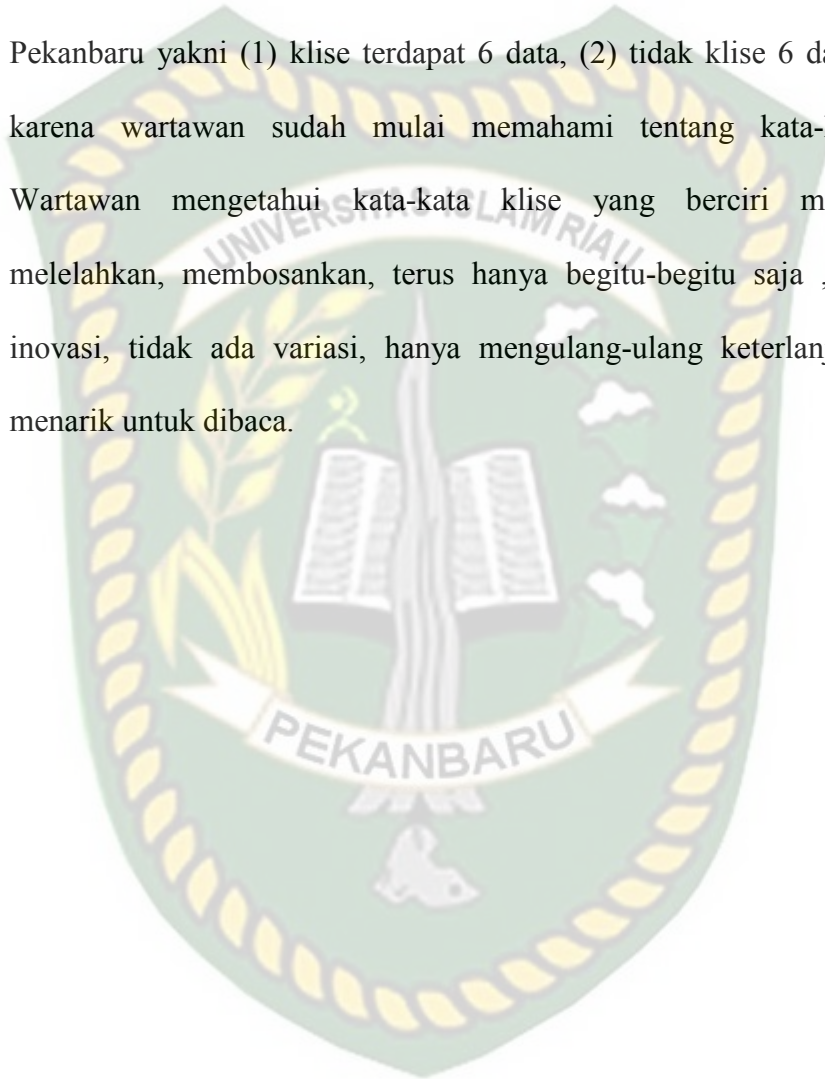 Pekanbaru yakni (1) klise terdapat 6 data, (2) tidak klise 6
karena wartawan sudah mulai memahami tentang
Wartawan mengetahui kata-kata klise yang berciri
melelahkan, membosankan, terus hanya begitu-begitu saja ,
inovasi, tidak ada variasi, hanya mengulang-ulang
menarik untuk dibaca.
UNIVERSITAS ISLAM RIAU
PEKANBARU